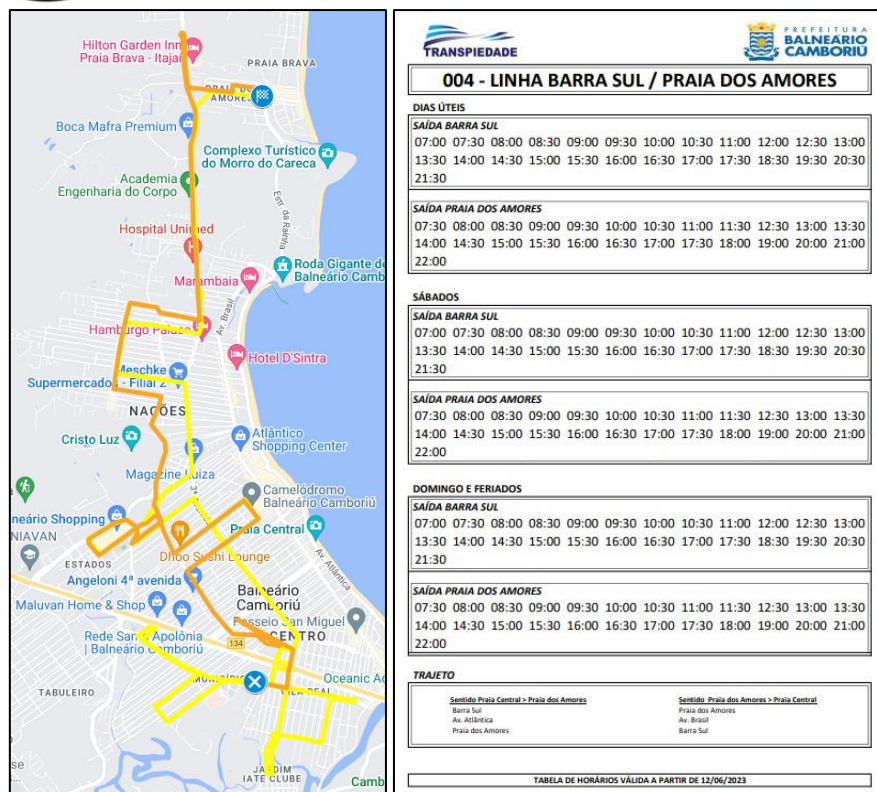 Hilton Garden Inn
Praia Brava - Itajaí
PRAIA BRAVA
AMORES
Boca Mafra Premium
Complexo Turístico
do Morro do Careca
Academia
Engenharia do Corpo
Estr. da Rainha
Hospital Unimed
Roda Gigante de
Balneário Camb
Marambaia
Av. Brasil
Hamburgo Palace
Hotel D'Sintra
Meschke
Supermercados - Filial 2
NAÇÕES
Cristo Luz
Atlântico
Shopping Center
Magazine Luiza
3ª
Camelódromo
Balneário Camboriú
neário Shopping
NIAVAN
Praia Central
Av. Atlântica
ESTADOS
Dhoo Sushi Lounge
Angeloni 4ª avenida
Balneário
Camboriú
Maluvan Home & Shop
Passeio San Miguel
CENTRO
Rede Santa Apolônia
| Balneário Camboriú
134
Oceanic Aq
TABULEIRO
VILA REAL
JARDIM
IATE CLUBE
se
s...
Camb
TRANSPIEDADE
PREFEITURA
BALNEÁRIO
CAMBORIÚ
004 - LINHA BARRA SUL / PRAIA DOS AMORES
DIAS ÚTEIS
SAÍDA BARRA SUL
07:00 07:30 08:00 08:30 09:00 09:30 10:00 10:30 11:00 12:00 12:30 13:00
13:30 14:00 14:30 15:00 15:30 16:00 16:30 17:00 17:30 18:30 19:30 20:30
21:30
SAÍDA PRAIA DOS AMORES
07:30 08:00 08:30 09:00 09:30 10:00 10:30 11:00 11:30 12:30 13:00 13:30
14:00 14:30 15:00 15:30 16:00 16:30 17:00 17:30 18:00 19:00 20:00 21:00
22:00
SÁBADOS
SAÍDA BARRA SUL
07:00 07:30 08:00 08:30 09:00 09:30 10:00 10:30 11:00 12:00 12:30 13:00
13:30 14:00 14:30 15:00 15:30 16:00 16:30 17:00 17:30 18:30 19:30 20:30
21:30
SAÍDA PRAIA DOS AMORES
07:30 08:00 08:30 09:00 09:30 10:00 10:30 11:00 11:30 12:30 13:00 13:30
14:00 14:30 15:00 15:30 16:00 16:30 17:00 17:30 18:00 19:00 20:00 21:00
22:00
DOMINGO E FERIADOS
SAÍDA BARRA SUL
07:00 07:30 08:00 08:30 09:00 09:30 10:00 10:30 11:00 12:00 12:30 13:00
13:30 14:00 14:30 15:00 15:30 16:00 16:30 17:00 17:30 18:30 19:30 20:30
21:30
SAÍDA PRAIA DOS AMORES
07:30 08:00 08:30 09:00 09:30 10:00 10:30 11:00 11:30 12:30 13:00 13:30
14:00 14:30 15:00 15:30 16:00 16:30 17:00 17:30 18:00 19:00 20:00 21:00
22:00
TRAJETO
Sentido Praia Central > Praia dos Amores
Barra Sul
Av. Atlântica
Praia dos Amores
Sentido Praia dos Amores > Praia Central
Praia dos Amores
Av. Brasil
Barra Sul
TABELA DE HORÁRIOS VÁLIDA A PARTIR DE 12/06/2023